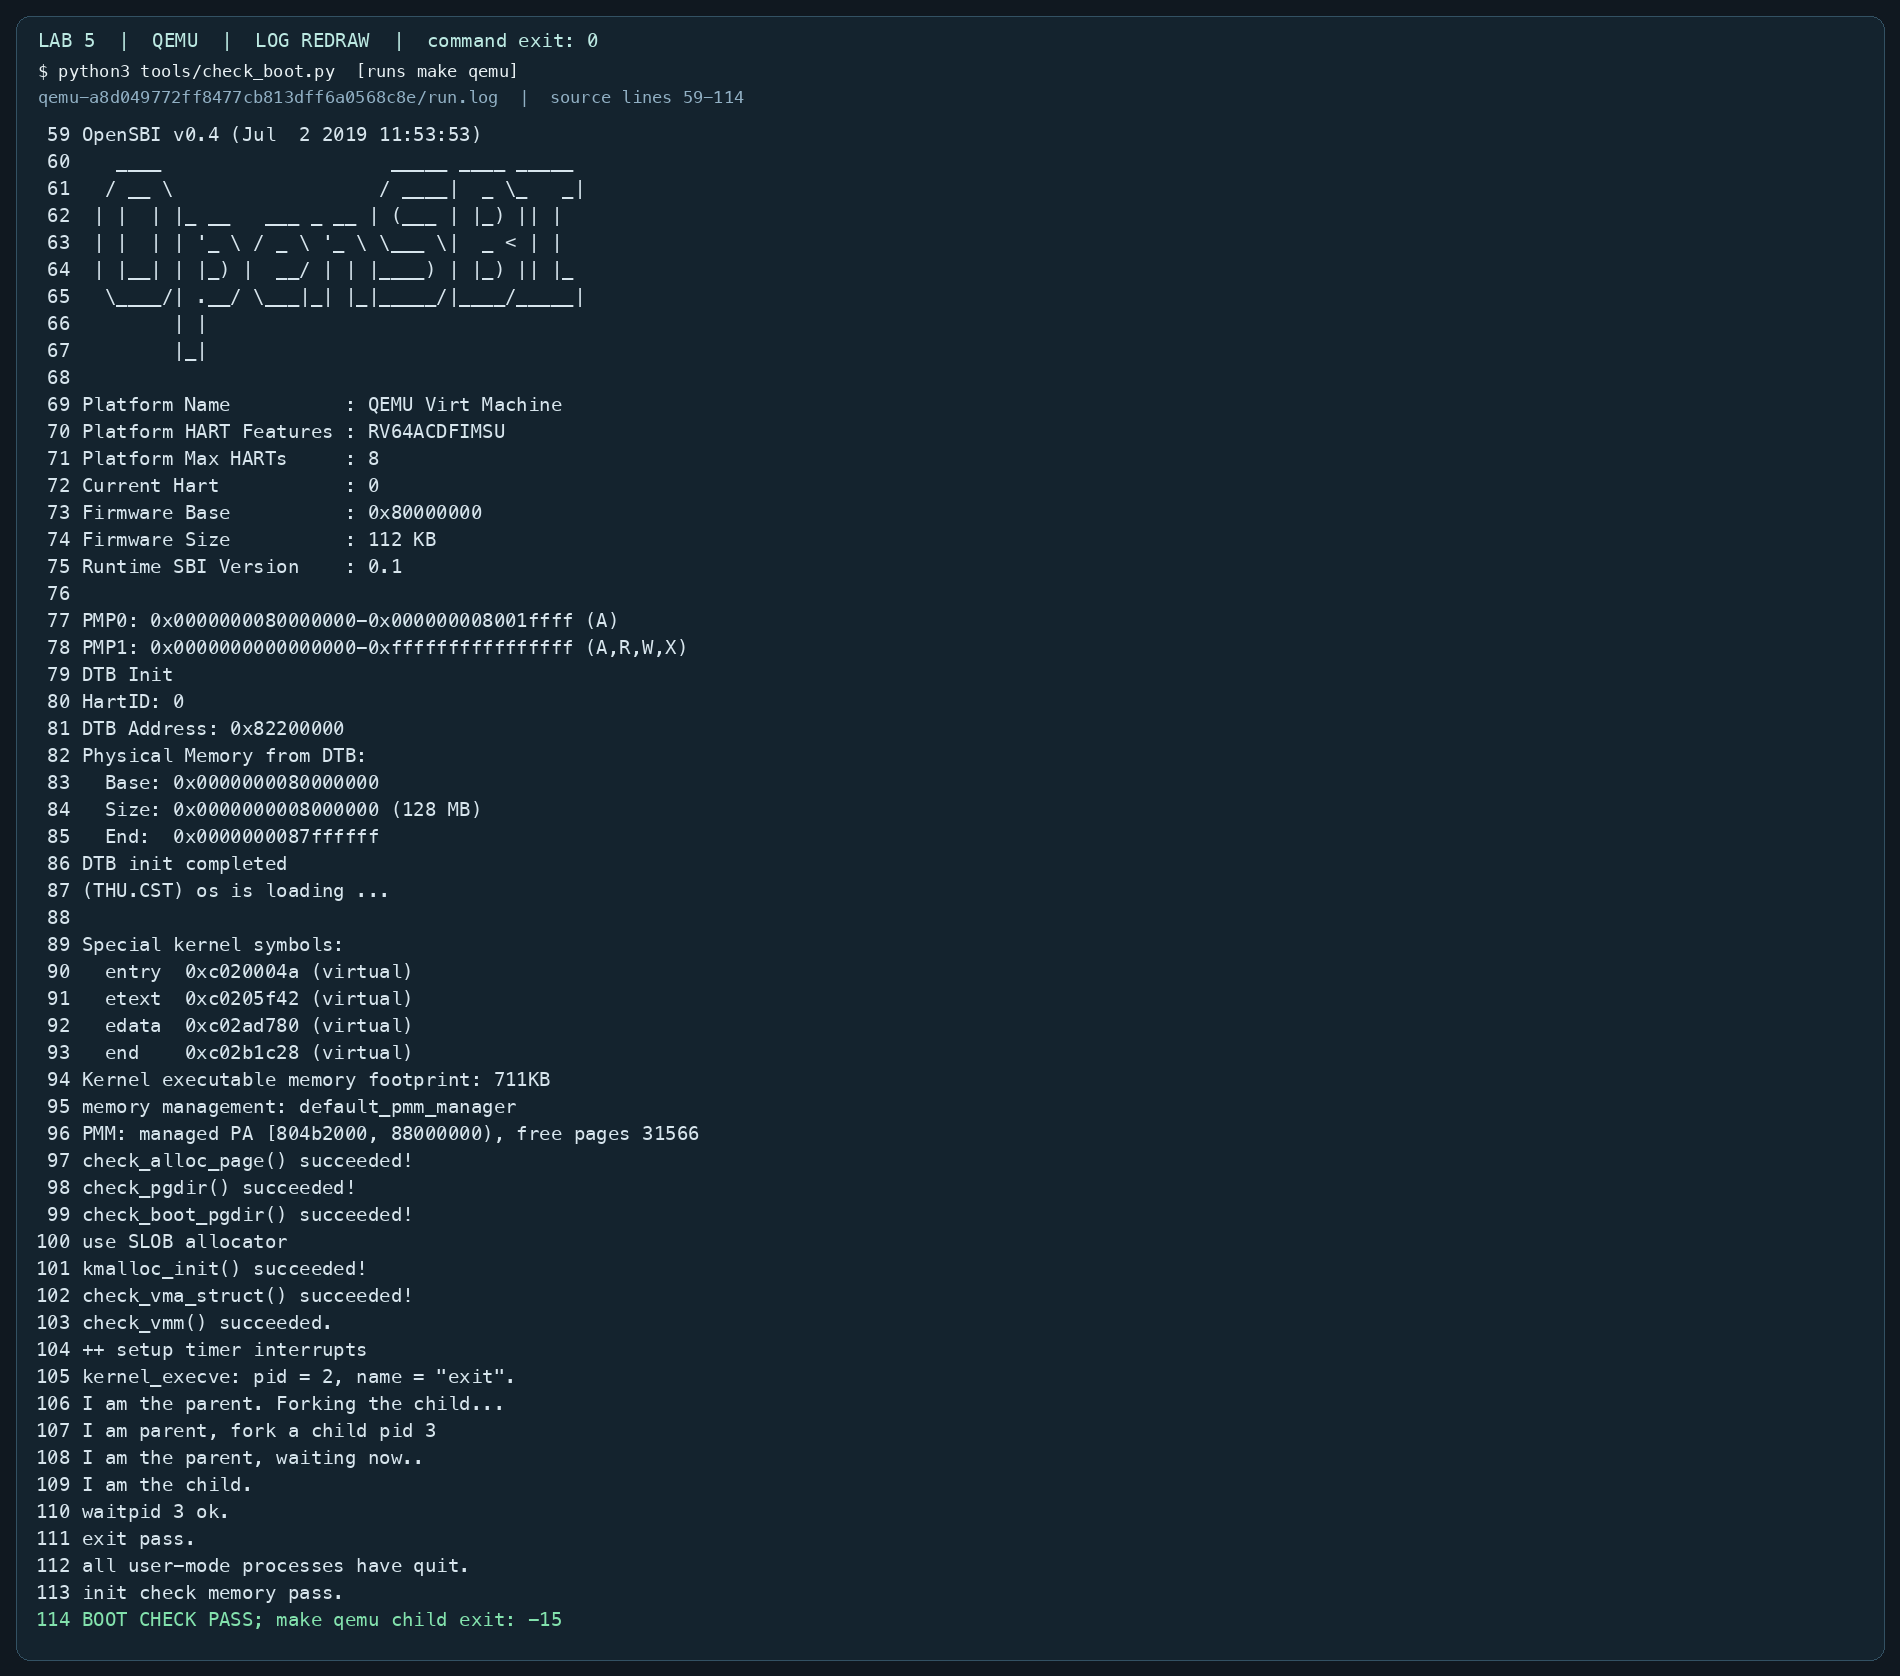 LAB 5  |  QEMU  |  LOG REDRAW  |  command exit: 0
$ python3 tools/check_boot.py  [runs make qemu]
qemu-a8d049772ff8477cb813dff6a0568c8e/run.log  |  source lines 59-114
 59 OpenSBI v0.4 (Jul  2 2019 11:53:53)
 60    ____                    _____ ____ _____
 61   / __ \                  / ____|  _ \_   _|
 62  | |  | |_ __   ___ _ __ | (___ | |_) || |
 63  | |  | | '_ \ / _ \ '_ \ \___ \|  _ < | |
 64  | |__| | |_) |  __/ | | |____) | |_) || |_
 65   \____/| .__/ \___|_| |_|_____/|____/_____|
 66         | |
 67         |_|
 68
 69 Platform Name          : QEMU Virt Machine
 70 Platform HART Features : RV64ACDFIMSU
 71 Platform Max HARTs     : 8
 72 Current Hart           : 0
 73 Firmware Base          : 0x80000000
 74 Firmware Size          : 112 KB
 75 Runtime SBI Version    : 0.1
 76
 77 PMP0: 0x0000000080000000-0x000000008001ffff (A)
 78 PMP1: 0x0000000000000000-0xffffffffffffffff (A,R,W,X)
 79 DTB Init
 80 HartID: 0
 81 DTB Address: 0x82200000
 82 Physical Memory from DTB:
 83   Base: 0x0000000080000000
 84   Size: 0x0000000008000000 (128 MB)
 85   End:  0x0000000087ffffff
 86 DTB init completed
 87 (THU.CST) os is loading ...
 88
 89 Special kernel symbols:
 90   entry  0xc020004a (virtual)
 91   etext  0xc0205f42 (virtual)
 92   edata  0xc02ad780 (virtual)
 93   end    0xc02b1c28 (virtual)
 94 Kernel executable memory footprint: 711KB
 95 memory management: default_pmm_manager
 96 PMM: managed PA [804b2000, 88000000), free pages 31566
 97 check_alloc_page() succeeded!
 98 check_pgdir() succeeded!
 99 check_boot_pgdir() succeeded!
100 use SLOB allocator
101 kmalloc_init() succeeded!
102 check_vma_struct() succeeded!
103 check_vmm() succeeded.
104 ++ setup timer interrupts
105 kernel_execve: pid = 2, name = "exit".
106 I am the parent. Forking the child...
107 I am parent, fork a child pid 3
108 I am the parent, waiting now..
109 I am the child.
110 waitpid 3 ok.
111 exit pass.
112 all user-mode processes have quit.
113 init check memory pass.
114 BOOT CHECK PASS; make qemu child exit: -15